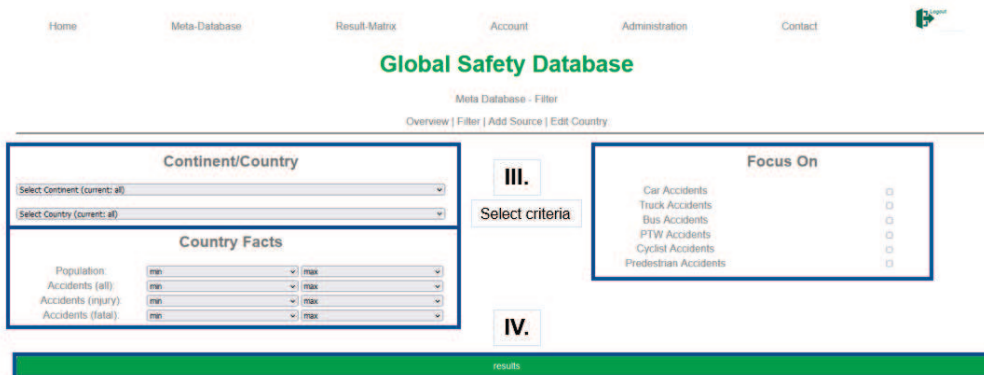 Home Meta-Database Result-Matrix Account Administration Contact Logout
Global Safety Database
Meta Database - Filter
Overview | Filter | Add Source | Edit Country
Continent/Country
Select Continent (current: all)
Select Country (current: all)
Country Facts
Population: min max
Accidents (all): min max
Accidents (injury): min max
Accidents (fatal): min max
III.
Select criteria
Focus On
Car Accidents
Truck Accidents
Bus Accidents
PTW Accidents
Cyclist Accidents
Predestrian Accidents
IV.
results